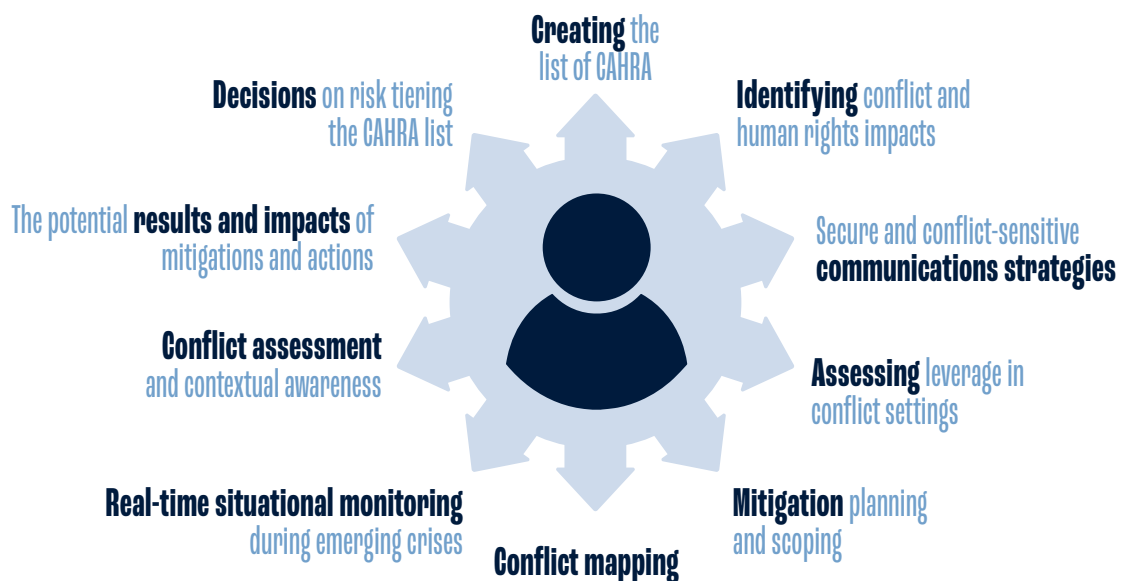 Creating the
list of CAHRA
Identifying conflict and
human rights impacts
Secure and conflict-sensitive
communications strategies
Assessing leverage in
conflict settings
Mitigation planning
and scoping
Conflict mapping
Real-time situational monitoring
during emerging crises
Conflict assessment
and contextual awareness
The potential results and impacts of
mitigations and actions
Decisions on risk tiering
the CAHRA list